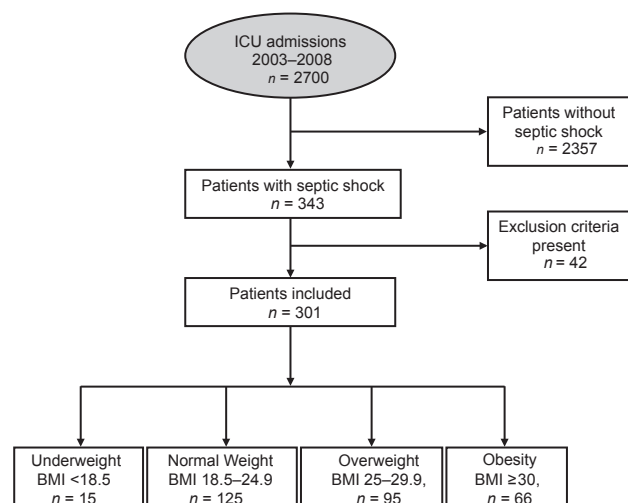 ICU admissions
2003–2008
n = 2700
Patients without
septic shock
n = 2357
Patients with septic shock
n = 343
Exclusion criteria
present
n = 42
Patients included
n = 301
Underweight
BMI <18.5
n = 15
Normal Weight
BMI 18.5–24.9
n = 125
Overweight
BMI 25–29.9,
n = 95
Obesity
BMI ≥30,
n = 66